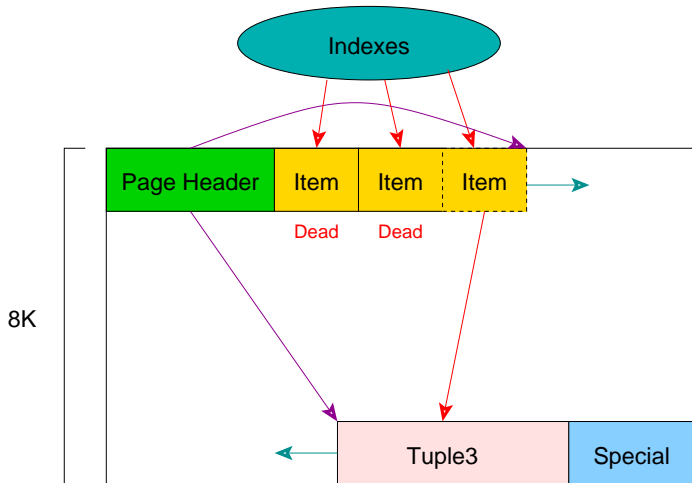 Indexes
Page Header Item Item Item
Dead Dead
8K
Tuple3 Special